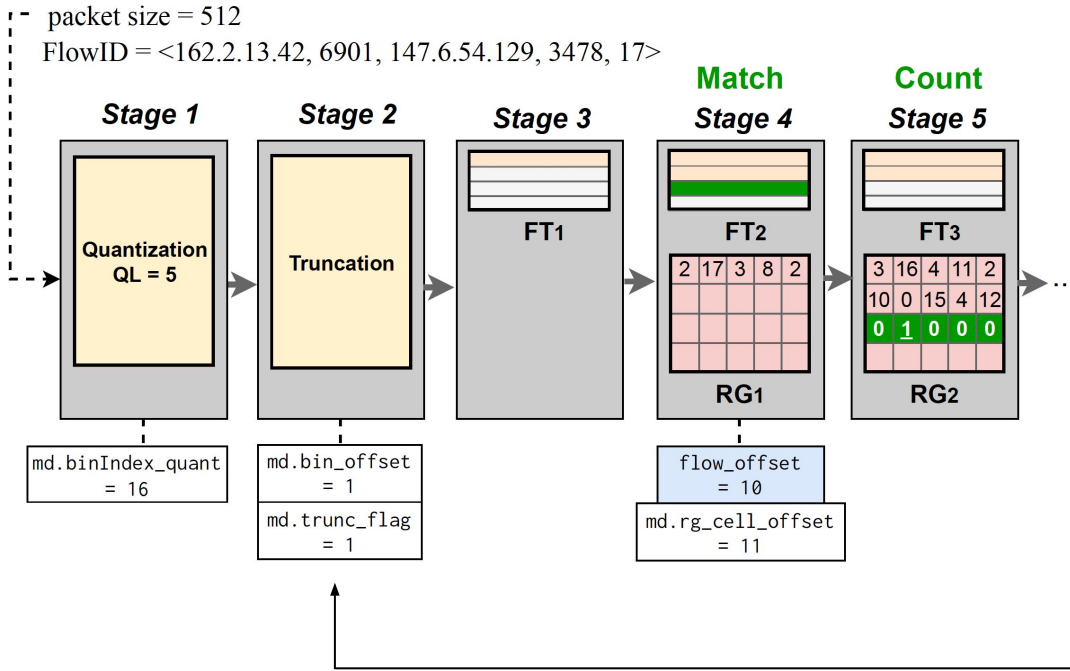 packet size = 512
FlowID = <162.2.13.42, 6901, 147.6.54.129, 3478, 17>
Match
Count
Stage 1
Stage 2
Stage 3
Stage 4
Stage 5
Quantization
QL = 5
Truncation
FT1
FT2
FT3
2 17 3 8 2
3 16 4 11 2
10 0 15 4 12
0 1 0 0 0
RG1
RG2
...
md.binIndex_quant
= 16
md.bin_offset
= 1
md.trunc_flag
= 1
flow_offset
= 10
md.rg_cell_offset
= 11